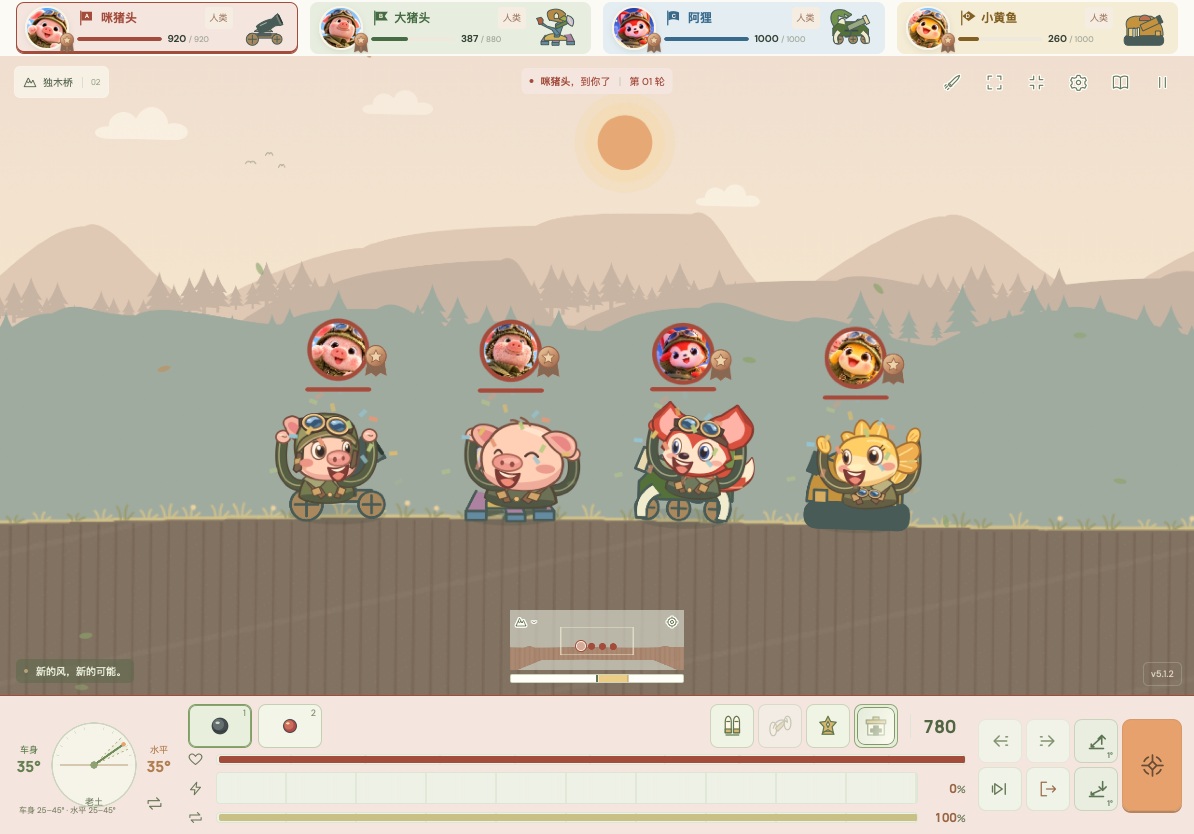 A 咪猪头 人类
920 / 920
B 大猪头 人类
387 / 880
C 阿狸 人类
1000 / 1000
D 小黄鱼 人类
260 / 1000
独木桥 02
咪猪头，到你了 | 第 01 轮
新的风，新的可能。
v5.1.2
车身
35°
水平
35°
老土
车身 25–45° · 水平 25–45°
1
2
780
0%
100%
1°
1°